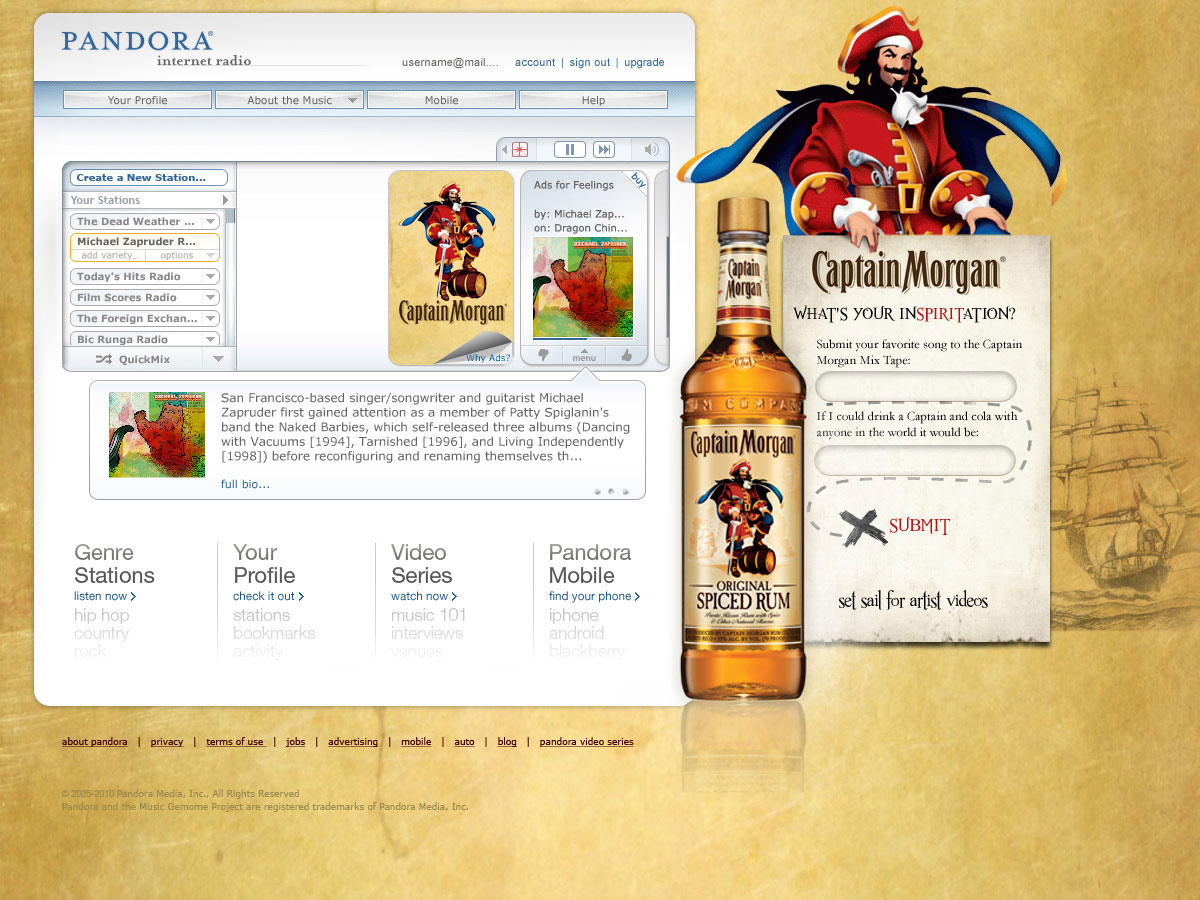 PANDORA®
internet radio
username@mail.... account | sign out | upgrade
Your Profile
About the Music
Mobile
Help
Create a New Station...
Your Stations
The Dead Weather ...
Michael Zapruder R...
add variety... options
Today's Hits Radio
Film Scores Radio
The Foreign Exchan...
Bic Runga Radio
QuickMix
Captain Morgan
Why Ads?
buy
Ads for Feelings
by: Michael Zap...
on: Dragon Chin...
MICHAEL ZAPRUDER
menu
MICHAEL ZAPRUDER
San Francisco-based singer/songwriter and guitarist Michael
Zapruder first gained attention as a member of Patty Spiglanin's
band the Naked Barbies, which self-released three albums (Dancing
with Vacuums [1994], Tarnished [1996], and Living Independently
[1998]) before reconfiguring and renaming themselves th...
full bio...
Genre
Stations
listen now
hip hop
country
rock
Your
Profile
check it out
stations
bookmarks
activity
Video
Series
watch now
music 101
interviews
venues
Pandora
Mobile
find your phone
iphone
android
blackberry
Captain
Morgan
RUM COMPANY
Captain Morgan
ORIGINAL
SPICED RUM
Captain Morgan®
WHAT'S YOUR INSPIRITATION?
Submit your favorite song to the Captain
Morgan Mix Tape:
If I could drink a Captain and cola with
anyone in the world it would be:
SUBMIT
set sail for artist videos
about pandora | privacy | terms of use | jobs | advertising | mobile | auto | blog | pandora video series
© 2005-2010 Pandora Media, Inc., All Rights Reserved
Pandora and the Music Gemome Project are registered trademarks of Pandora Media, Inc.